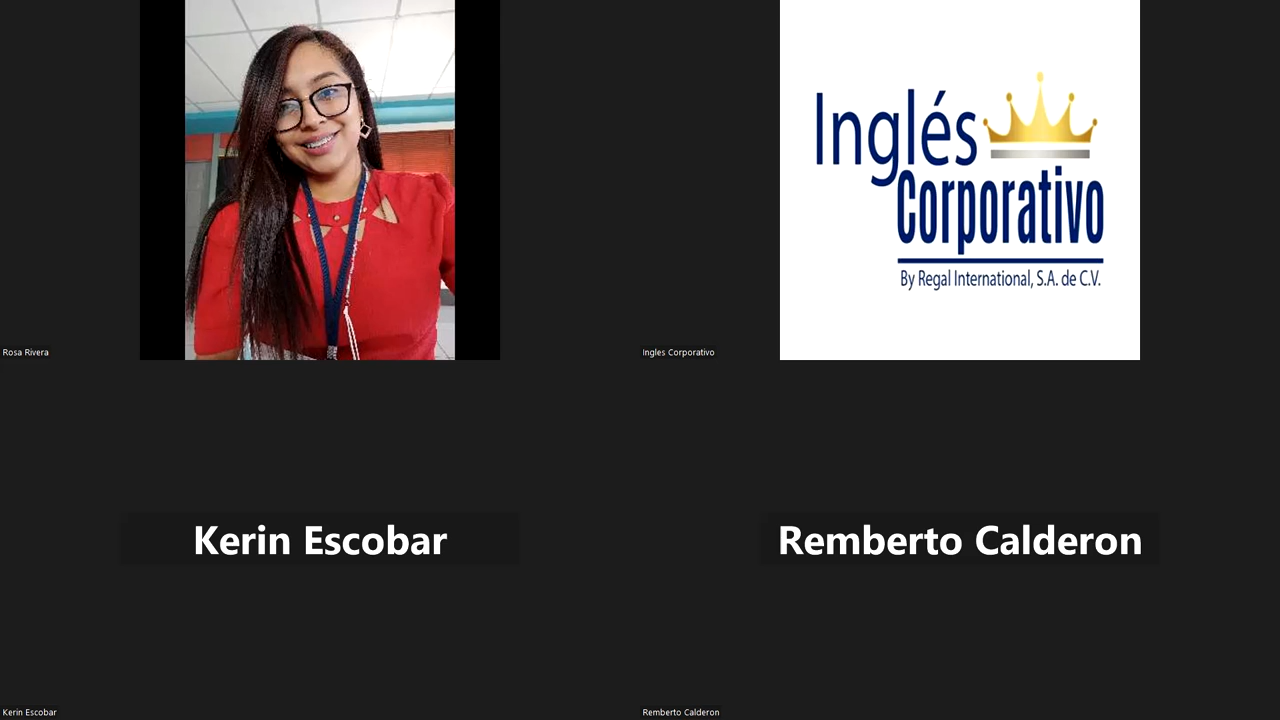 Inglés
Corporativo
By Regal International, S.A. de C.V.
Rosa Rivera
Ingles Corporativo
Kerin Escobar
Remberto Calderon
Kerin Escobar
Remberto Calderon